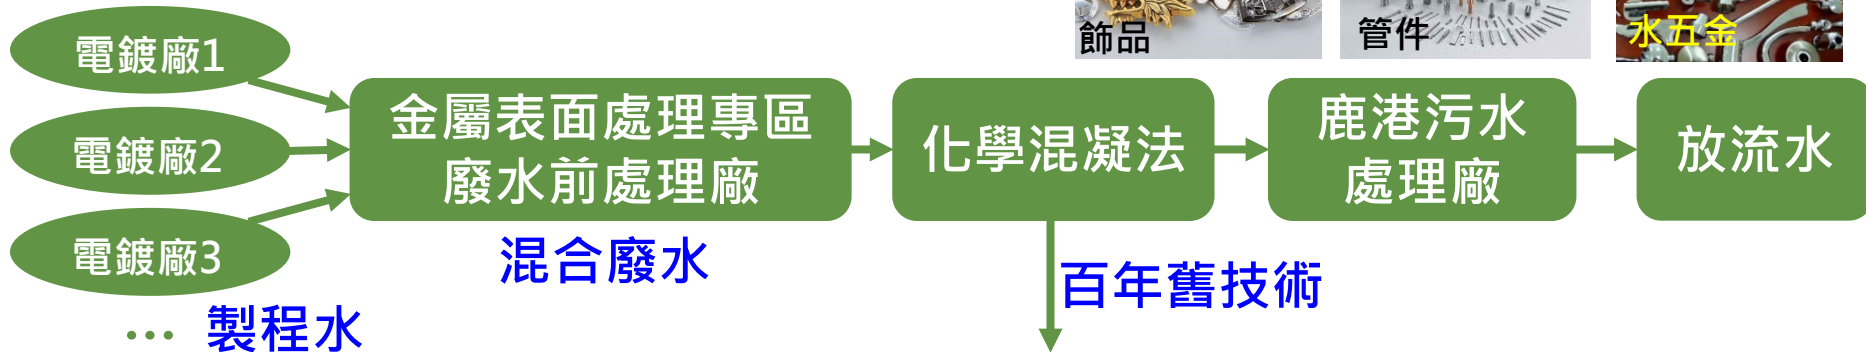 飾品
管件
水五金
電鍍廠1
電鍍廠2
電鍍廠3
… 製程水
金屬表面處理專區
廢水前處理廠
混合廢水
化學混凝法
百年舊技術
鹿港污水
處理廠
放流水